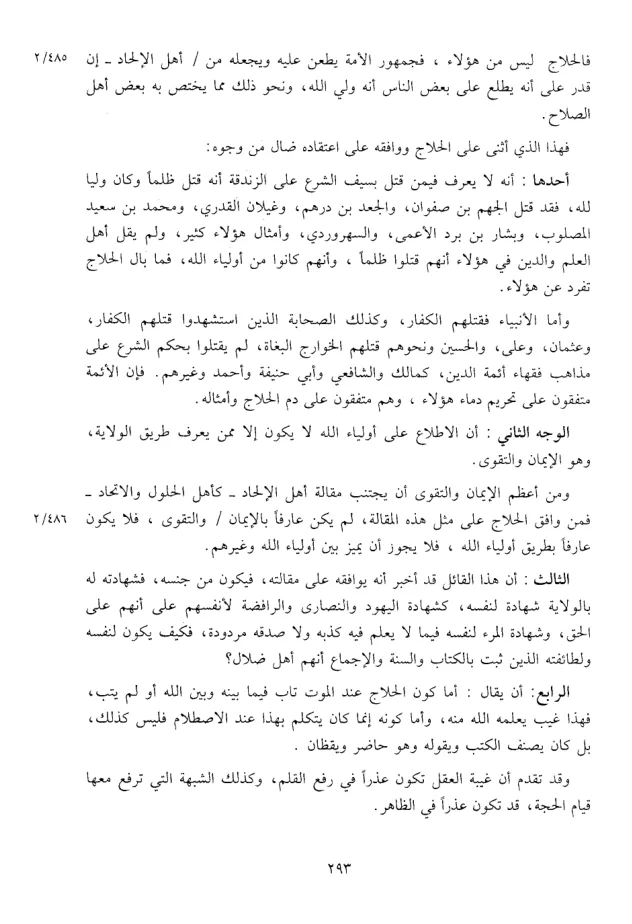 فالحلاج ليس من هؤلاء ، فجمهور الأمة يطعن عليه ويجعله من / أهل الإلحاد ــ إن ٢/٤٨٥
قدر على أنه يطلع على بعض الناس أنه ولي الله، ونحو ذلك مما يختص به بعض أهل
الصلاح.
فهذا الذي أثنى على الحلاج ووافقه على اعتقاده ضال من وجوه:
أحدها : أنه لا يعرف فيمن قتل بسيف الشرع على الزندقة أنه قتل ظلماً وكان وليا
لله، فقد قتل الجهم بن صفوان، والجعد بن درهم، وغيلان القدري، ومحمد بن سعيد
المصلوب، وبشار بن برد الأعمى، والسهروردي، وأمثال هؤلاء كثير، ولم يقل أهل
العلم والدين في هؤلاء أنهم قتلوا ظلماً ، وأنهم كانوا من أولياء الله، فما بال الحلاج
تفرد عن هؤلاء.
وأما الأنبياء فقتلهم الكفار، وكذلك الصحابة الذين استشهدوا قتلهم الكفار،
وعثمان، وعلى، والحسين ونحوهم قتلهم الخوارج البغاة، لم يقتلوا بحكم الشرع على
مذاهب فقهاء أئمة الدين، كمالك والشافعي وأبي حنيفة وأحمد وغيرهم. فإن الأئمة
متفقون على تحريم دماء هؤلاء ، وهم متفقون على دم الحلاج وأمثاله.
الوجه الثاني : أن الاطلاع على أولياء الله لا يكون إلا ممن يعرف طريق الولاية،
وهو الإيمان والتقوى.
ومن أعظم الإيمان والتقوى أن يجتنب مقالة أهل الإلحاد ــ كأهل الحلول والاتحاد ــ
فمن وافق الحلاج على مثل هذه المقالة، لم يكن عارفاً بالإيمان / والتقوى ، فلا يكون ٢/٤٨٦
عارفاً بطريق أولياء الله ، فلا يجوز أن يميز بين أولياء الله وغيرهم.
الثالث : أن هذا القائل قد أخبر أنه يوافقه على مقالته، فيكون من جنسه، فشهادته له
بالولاية شهادة لنفسه، كشهادة اليهود والنصارى والرافضة لأنفسهم على أنهم على
الحق، وشهادة المرء لنفسه فيما لا يعلم فيه كذبه ولا صدقه مردودة، فكيف يكون لنفسه
ولطائفته الذين ثبت بالكتاب والسنة والإجماع أنهم أهل ضلال؟
الرابع: أن يقال : أما كون الحلاج عند الموت تاب فيما بينه وبين الله أو لم يتب،
فهذا غيب يعلمه الله منه، وأما كونه إنما كان يتكلم بهذا عند الاصطلام فليس كذلك،
بل كان يصنف الكتب ويقوله وهو حاضر ويقظان .
وقد تقدم أن غيبة العقل تكون عذراً في رفع القلم، وكذلك الشبهة التي ترفع معها
قيام الحجة، قد تكون عذراً في الظاهر.
٢٩٣